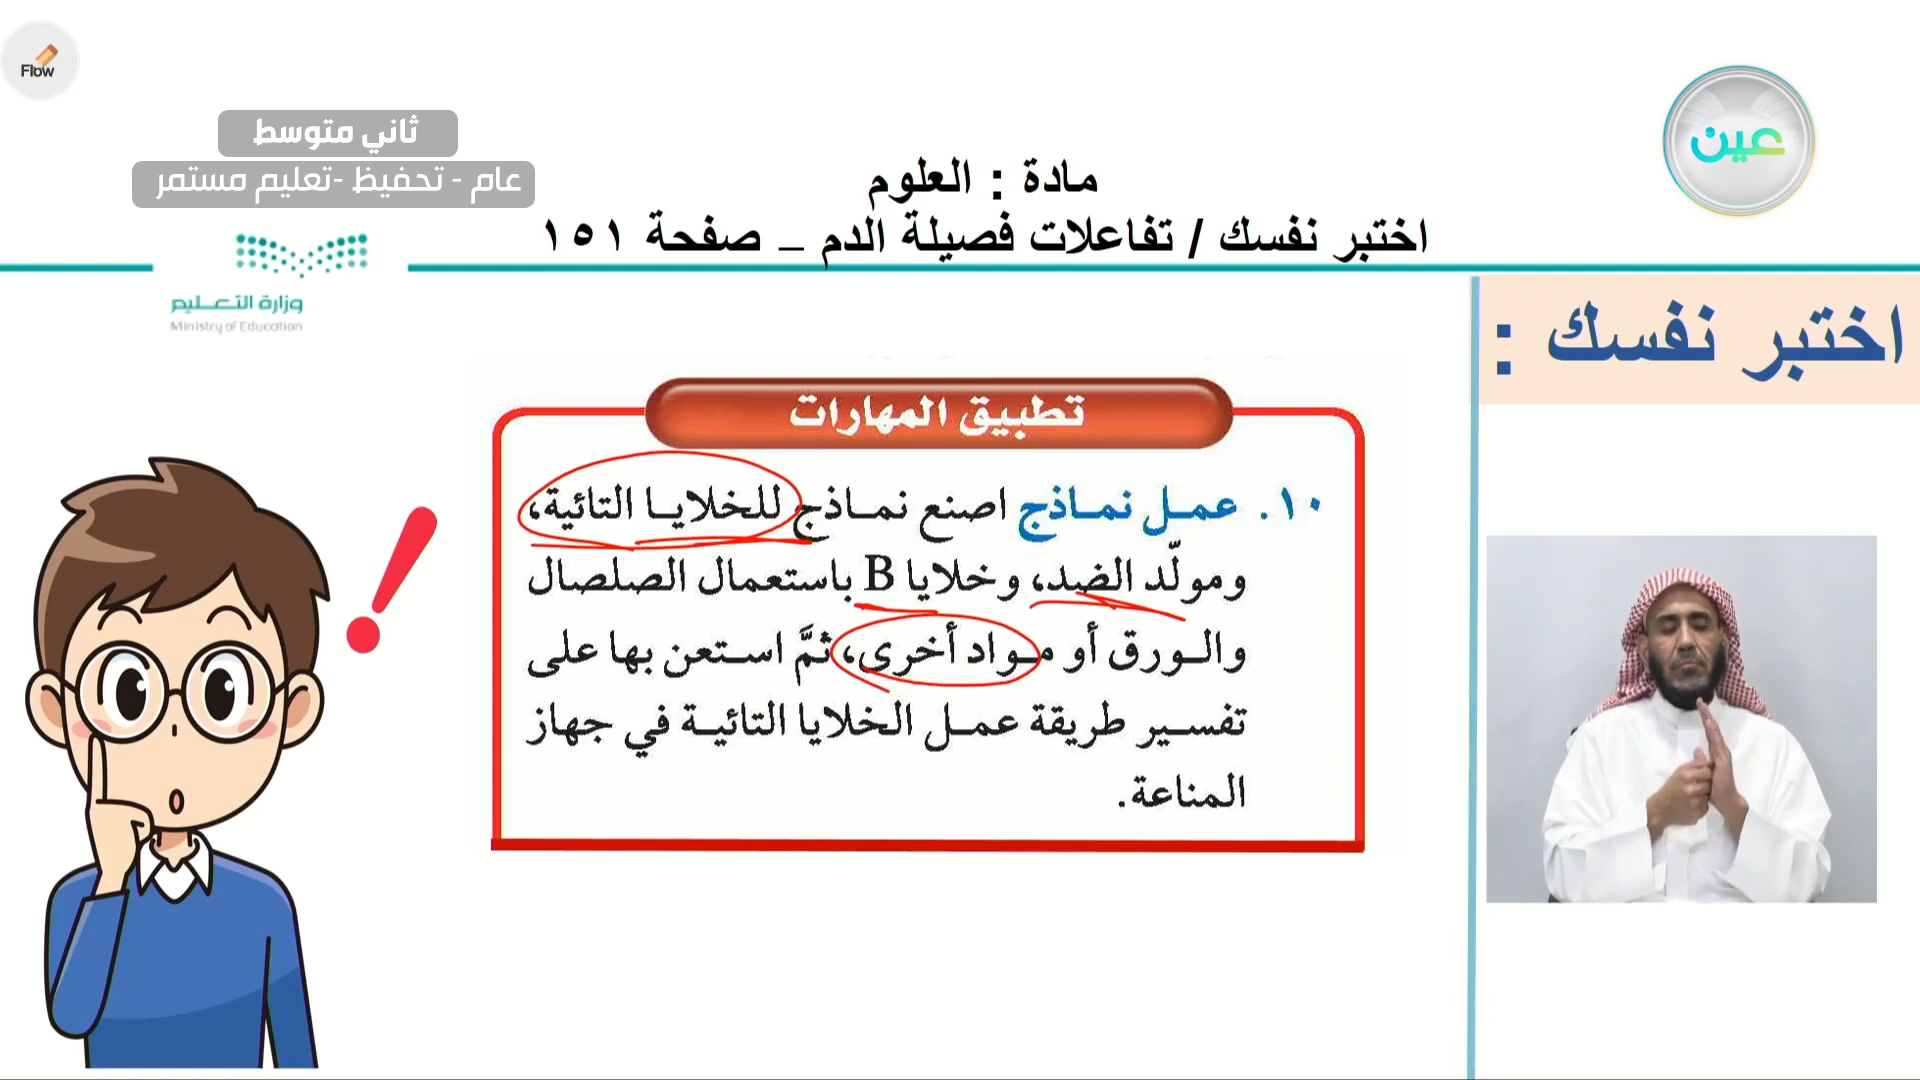 Flow
ثاني متوسط
عام - تحفيظ -تعليم مستمر
عين
مادة : العلوم
اختبر نفسك / تفاعلات فصيلة الدم – صفحة ١٥١
وزارة التعليم
Ministry of Education
اختبر نفسك :
تطبيق المهارات
١٠. عمل نماذج اصنع نماذج للخلايا التائية،
ومولّد الضد، وخلايا B باستعمال الصلصال
والورق أو مواد أخرى، ثمَّ استعن بها على
تفسير طريقة عمل الخلايا التائية في جهاز
المناعة.